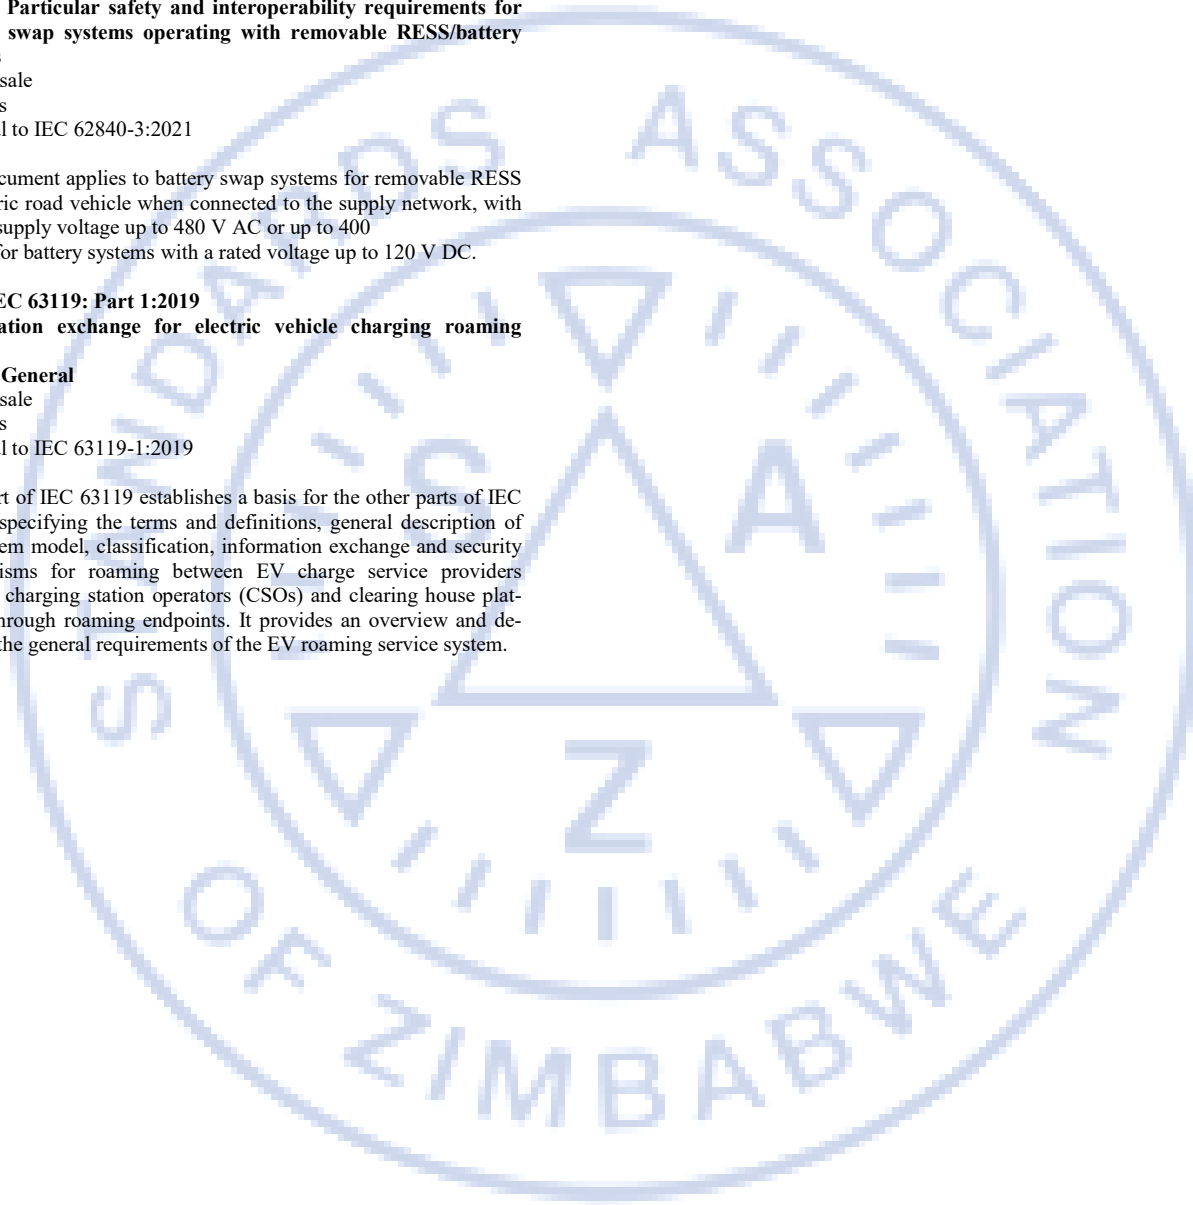 Particular safety and interoperability requirements for
swap systems operating with removable RESS/battery
s
sale
s
l to IEC 62840-3:2021
cument applies to battery swap systems for removable RESS
ric road vehicle when connected to the supply network, with
supply voltage up to 480 V AC or up to 400
for battery systems with a rated voltage up to 120 V DC.
EC 63119: Part 1:2019
ation exchange for electric vehicle charging roaming
General
sale
s
l to IEC 63119-1:2019
rt of IEC 63119 establishes a basis for the other parts of IEC
specifying the terms and definitions, general description of
em model, classification, information exchange and security
isms for roaming between EV charge service providers
charging station operators (CSOs) and clearing house plat-
hrough roaming endpoints. It provides an overview and de-
the general requirements of the EV roaming service system.
STANDARDS ASSOCIATION
OF ZIMBABWE
S A
Z